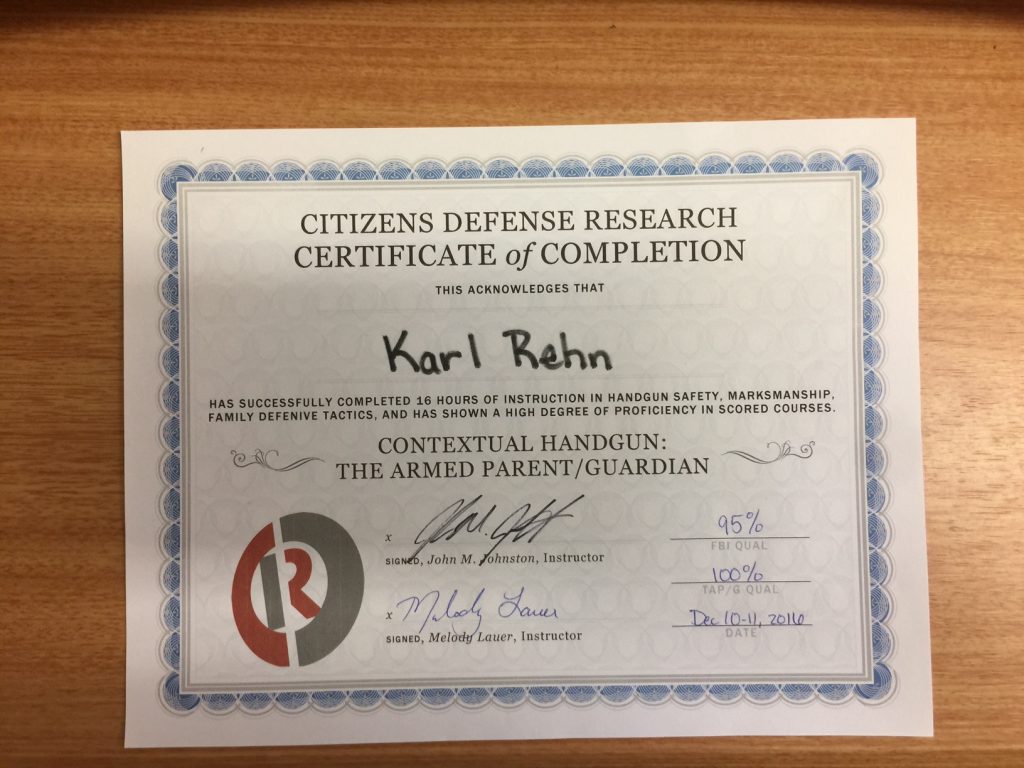 CITIZENS DEFENSE RESEARCH
CERTIFICATE of COMPLETION
THIS ACKNOWLEDGES THAT
Karl Rehn
HAS SUCCESSFULLY COMPLETED 16 HOURS OF INSTRUCTION IN HANDGUN SAFETY, MARKSMANSHIP,
FAMILY DEFENIVE TACTICS, AND HAS SHOWN A HIGH DEGREE OF PROFICIENCY IN SCORED COURSES.
CONTEXTUAL HANDGUN:
THE ARMED PARENT/GUARDIAN
x
SIGNED, John M. Johnston, Instructor
x Melody Lauer
SIGNED, Melody Lauer, Instructor
95%
FBI QUAL
100%
TAP/G QUAL
Dec 10-11, 2016
DATE